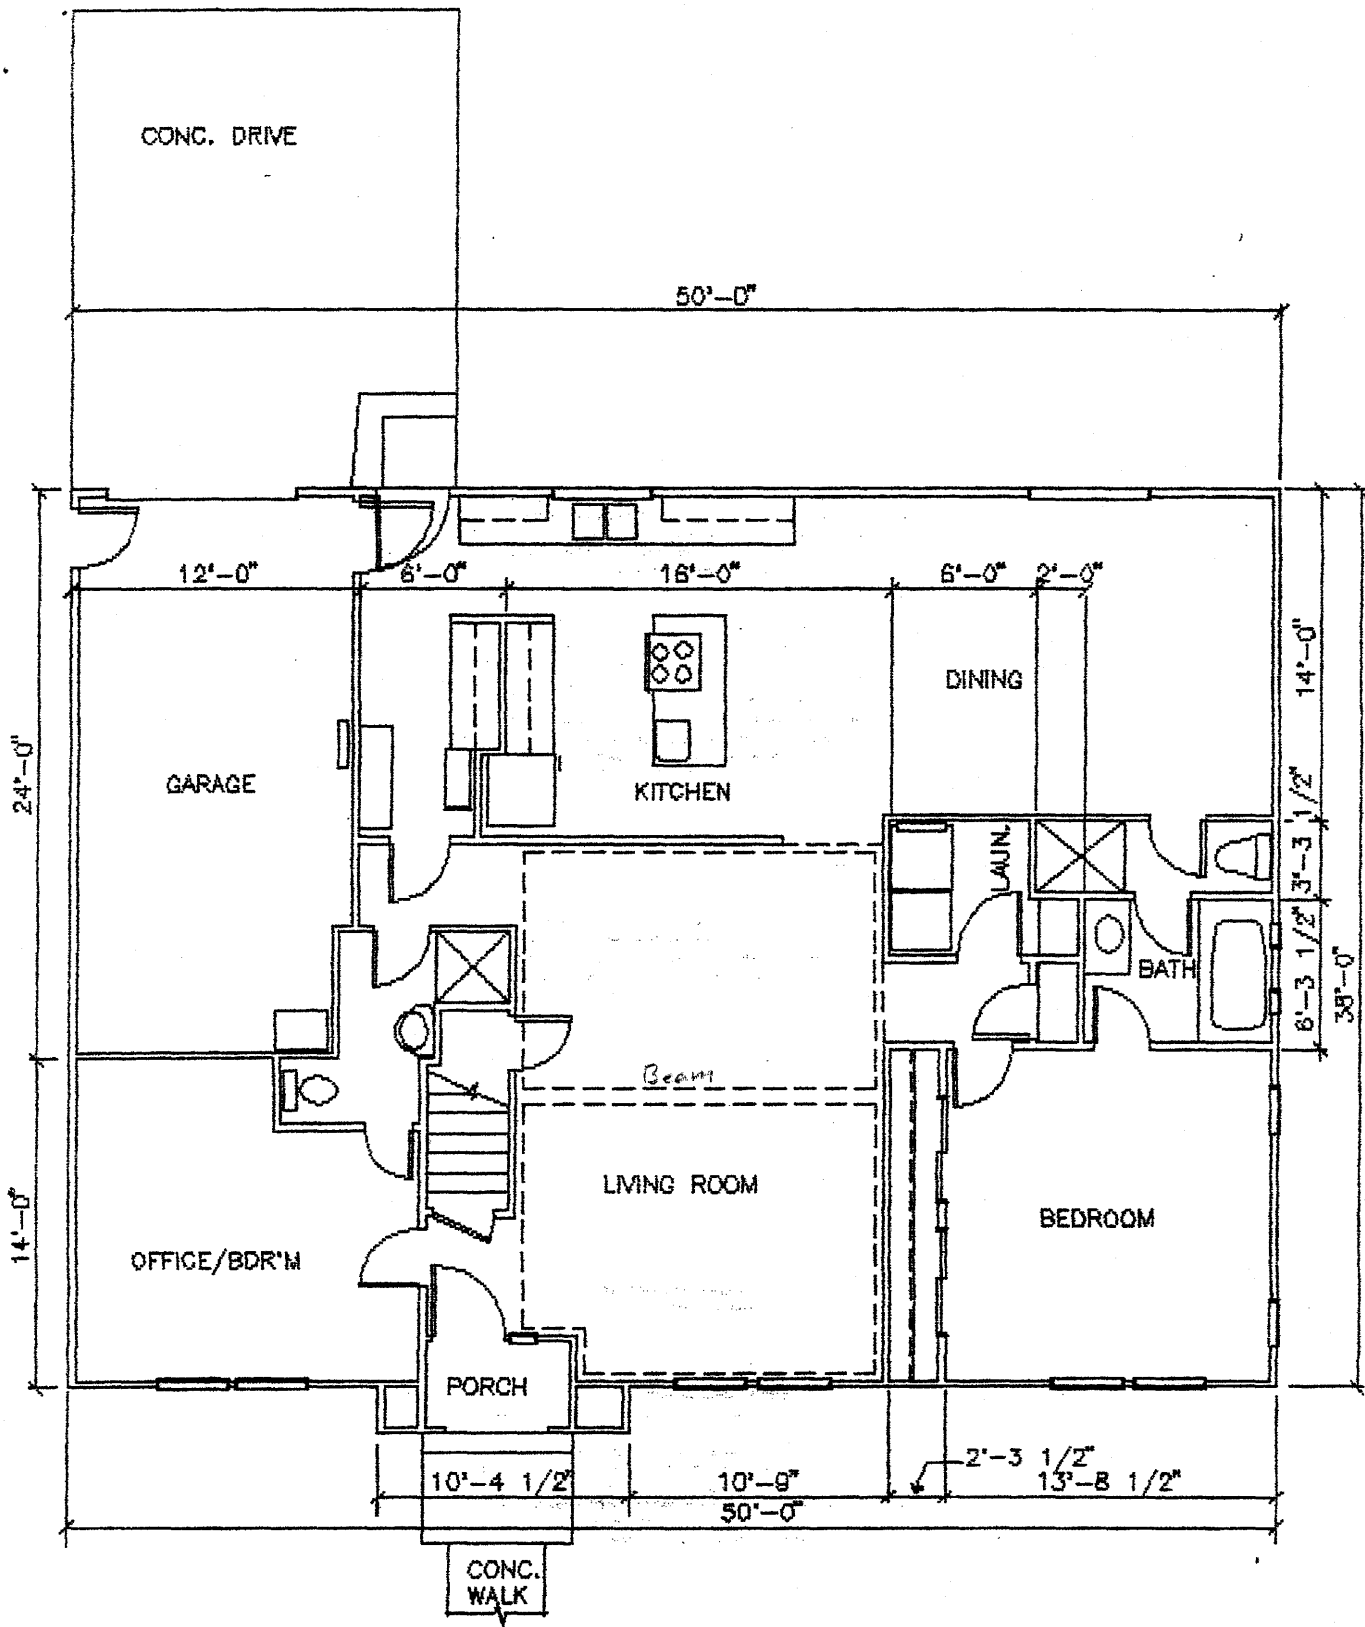 CONC. DRIVE
50'-0"
12'-0"
6'-0"
16'-0"
6'-0"
2'-0"
14'-0"
DINING
24'-0"
GARAGE
KITCHEN
LAUN.
3'-3 1/2"
6'-3 1/2"
38'-0"
BATH
Beam
LIVING ROOM
BEDROOM
14'-0"
OFFICE/BDR'M
PORCH
2'-3 1/2"
10'-4 1/2"
10'-9"
13'-8 1/2"
50'-0"
CONC.
WALK